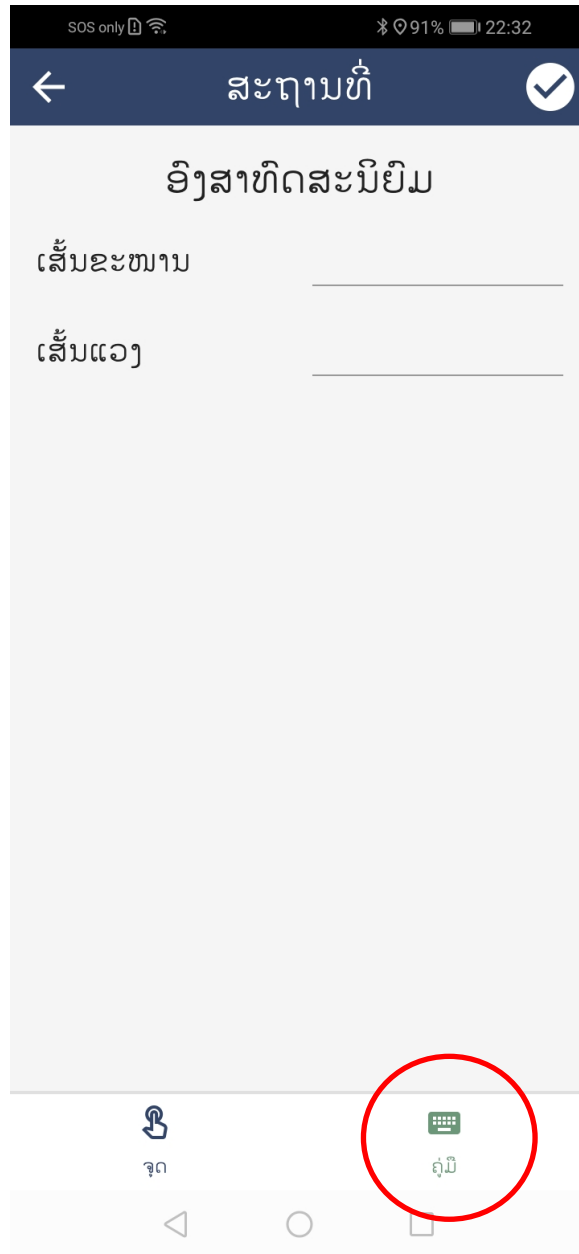 SOS only 91% 22:32
ສະຖານທີ່
ອົງສາທົດສະນິຍົມ
ເສັ້ນຂະໜານ
ເສັ້ນແວງ
ຈຸດ
ຄູ່ມື